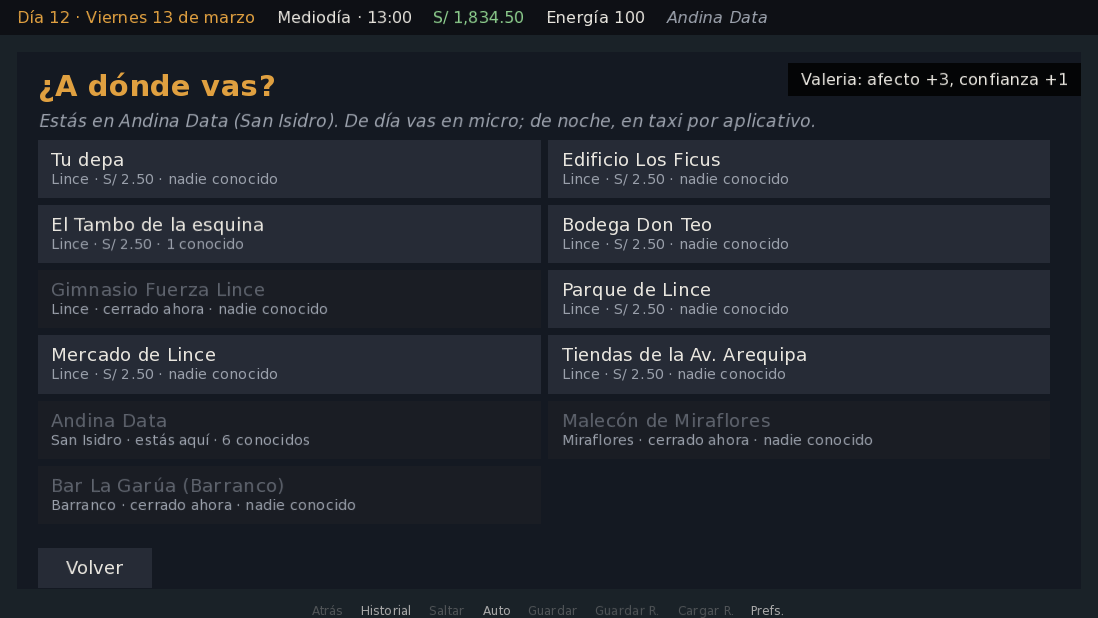 Día 12 · Viernes 13 de marzo Mediodía · 13:00 S/ 1,834.50 Energía 100 Andina Data
¿A dónde vas?
Valeria: afecto +3, confianza +1
Estás en Andina Data (San Isidro). De día vas en micro; de noche, en taxi por aplicativo.
Tu depa
Lince · S/ 2.50 · nadie conocido
Edificio Los Ficus
Lince · S/ 2.50 · nadie conocido
El Tambo de la esquina
Lince · S/ 2.50 · 1 conocido
Bodega Don Teo
Lince · S/ 2.50 · nadie conocido
Gimnasio Fuerza Lince
Lince · cerrado ahora · nadie conocido
Parque de Lince
Lince · S/ 2.50 · nadie conocido
Mercado de Lince
Lince · S/ 2.50 · nadie conocido
Tiendas de la Av. Arequipa
Lince · S/ 2.50 · nadie conocido
Andina Data
San Isidro · estás aquí · 6 conocidos
Malecón de Miraflores
Miraflores · cerrado ahora · nadie conocido
Bar La Garúa (Barranco)
Barranco · cerrado ahora · nadie conocido
Volver
Atrás Historial Saltar Auto Guardar Guardar R. Cargar R. Prefs.